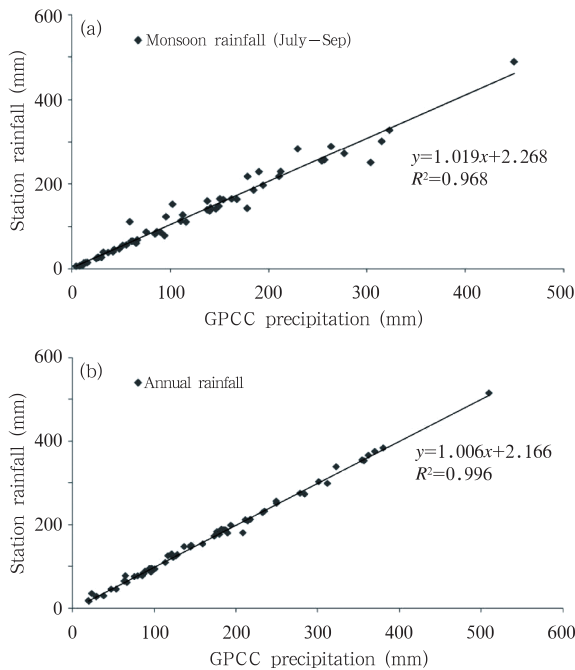 600
(a)
Monsoon rainfall (July–Sep)
400
Station rainfall (mm)
y=1.019x+2.268
R²=0.968
200
0
0 100 200 300 400 500
GPCC precipitation (mm)
600
(b)
Annual rainfall
400
Station rainfall (mm)
y=1.006x+2.166
R²=0.996
200
0
0 100 200 300 400 500 600
GPCC precipitation (mm)